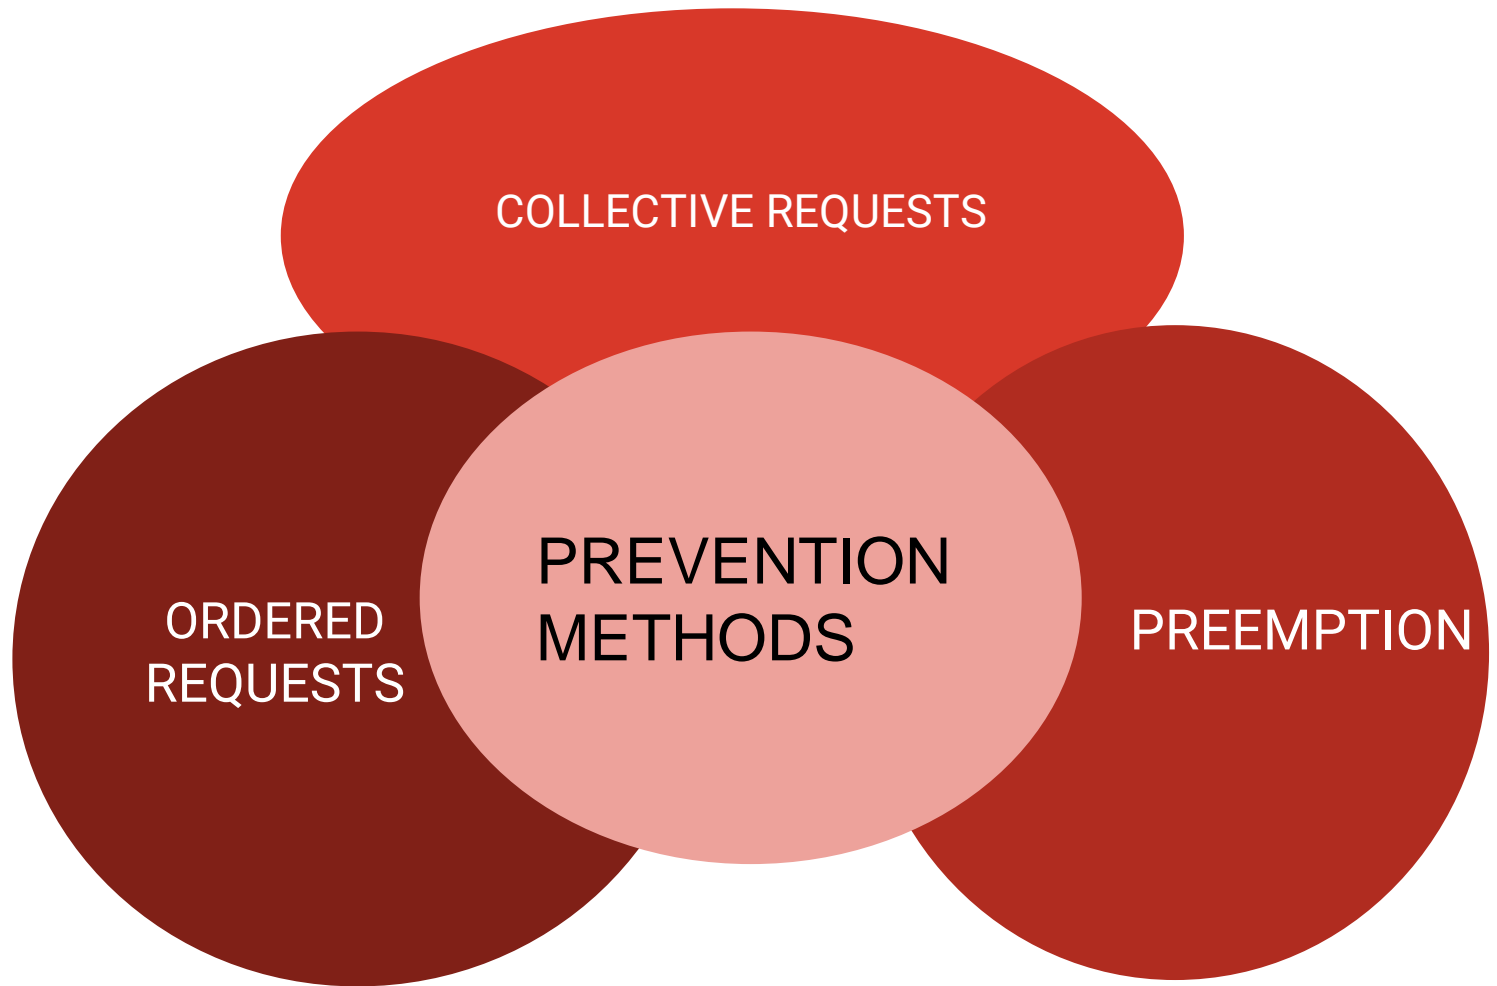 COLLECTIVE REQUESTS
PREVENTION
METHODS
ORDERED
REQUESTS
PREEMPTION